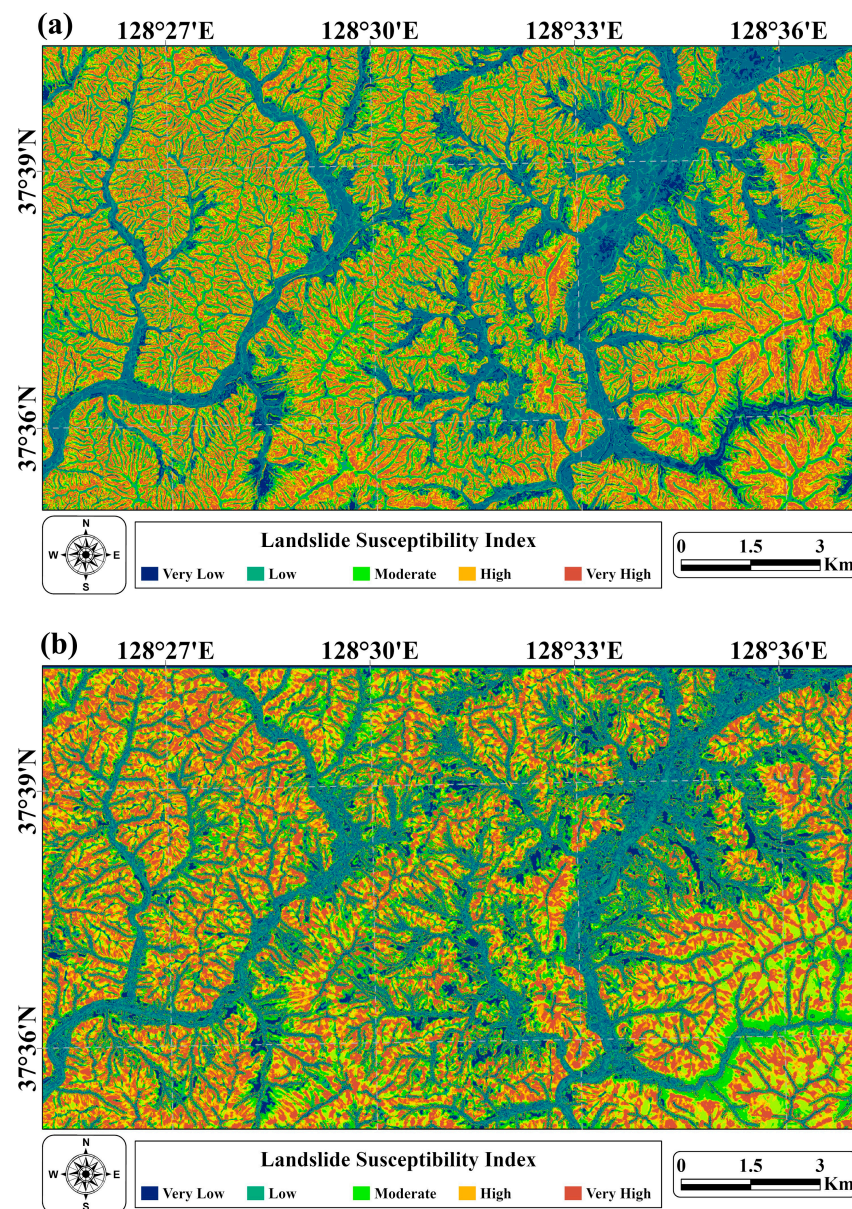 (a)
128°27'E 128°30'E 128°33'E 128°36'E
37°39'N
37°36'N
N
W E
S
Landslide Susceptibility Index
Very Low Low Moderate High Very High
0 1.5 3
Km
(b)
128°27'E 128°30'E 128°33'E 128°36'E
37°39'N
37°36'N
N
W E
S
Landslide Susceptibility Index
Very Low Low Moderate High Very High
0 1.5 3
Km